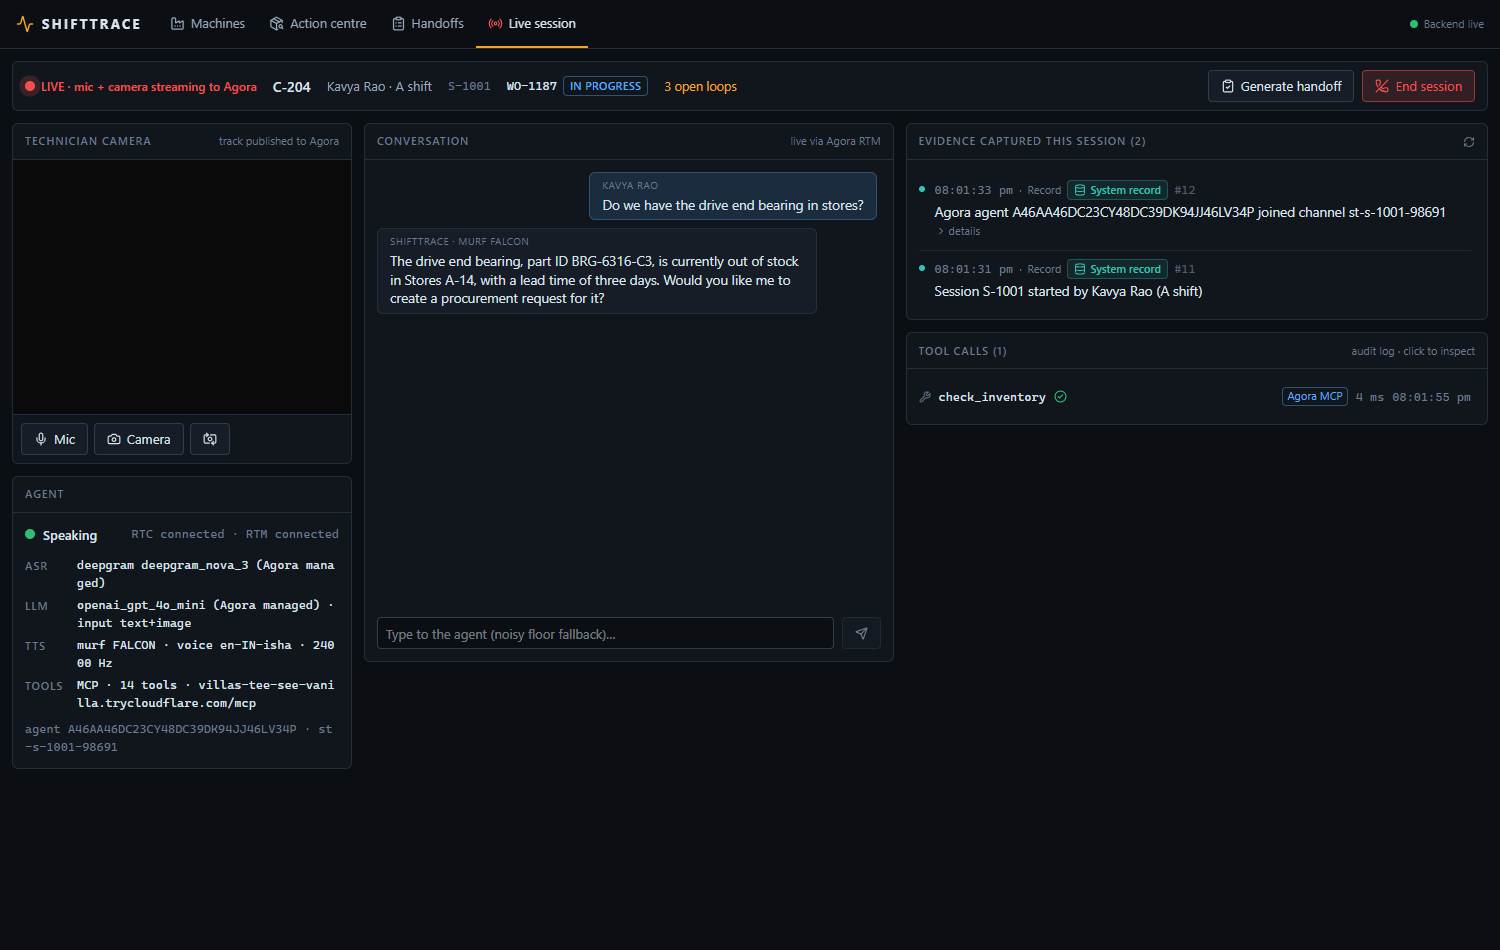 SHIFTTRACE
Machines
Action centre
Handoffs
Live session
Backend live
LIVE · mic + camera streaming to Agora
C-204
Kavya Rao · A shift
S-1001
WO-1187
IN PROGRESS
3 open loops
Generate handoff
End session
TECHNICIAN CAMERA
track published to Agora
Mic
Camera
AGENT
Speaking
RTC connected · RTM connected
ASR
deepgram deepgram_nova_3 (Agora mana
ged)
LLM
openai_gpt_4o_mini (Agora managed) ·
input text+image
TTS
murf FALCON · voice en-IN-isha · 240
00 Hz
TOOLS
MCP · 14 tools · villas-tee-see-vani
lla.trycloudflare.com/mcp
agent A46AA46DC23CY48DC39DK94JJ46LV34P · st
-s-1001-98691
CONVERSATION
live via Agora RTM
KAVYA RAO
Do we have the drive end bearing in stores?
SHIFTTRACE · MURF FALCON
The drive end bearing, part ID BRG-6316-C3, is currently out of stock
in Stores A-14, with a lead time of three days. Would you like me to
create a procurement request for it?
Type to the agent (noisy floor fallback)...
EVIDENCE CAPTURED THIS SESSION (2)
08:01:33 pm · Record
System record
#12
Agora agent A46AA46DC23CY48DC39DK94JJ46LV34P joined channel st-s-1001-98691
details
08:01:31 pm · Record
System record
#11
Session S-1001 started by Kavya Rao (A shift)
TOOL CALLS (1)
audit log · click to inspect
check_inventory
Agora MCP
4 ms 08:01:55 pm